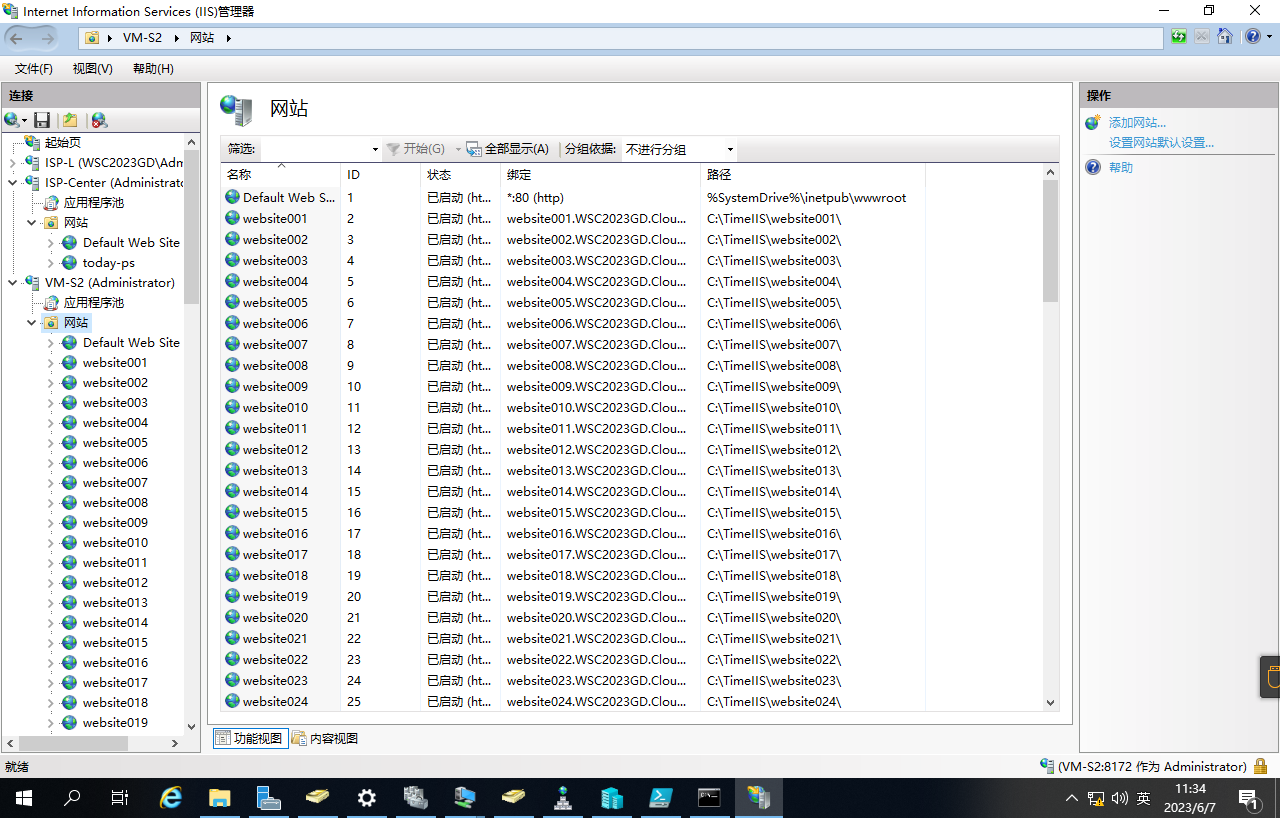 Internet Information Services (IIS)管理器
VM-S2 网站
文件(F) 视图(V) 帮助(H)
连接
起始页
ISP-L (WSC2023GD\Adm
ISP-Center (Administrato
应用程序池
网站
Default Web Site
today-ps
VM-S2 (Administrator)
应用程序池
网站
Default Web Site
website001
website002
website003
website004
website005
website006
website007
website008
website009
website010
website011
website012
website013
website014
website015
website016
website017
website018
website019
网站
筛选: 开始(G) 全部显示(A) 分组依据: 不进行分组
名称 ID 状态 绑定 路径
Default Web S... 1 已启动 (ht... *:80 (http) %SystemDrive%\inetpub\wwwroot
website001 2 已启动 (ht... website001.WSC2023GD.Clou... C:\TimeIIS\website001\
website002 3 已启动 (ht... website002.WSC2023GD.Clou... C:\TimeIIS\website002\
website003 4 已启动 (ht... website003.WSC2023GD.Clou... C:\TimeIIS\website003\
website004 5 已启动 (ht... website004.WSC2023GD.Clou... C:\TimeIIS\website004\
website005 6 已启动 (ht... website005.WSC2023GD.Clou... C:\TimeIIS\website005\
website006 7 已启动 (ht... website006.WSC2023GD.Clou... C:\TimeIIS\website006\
website007 8 已启动 (ht... website007.WSC2023GD.Clou... C:\TimeIIS\website007\
website008 9 已启动 (ht... website008.WSC2023GD.Clou... C:\TimeIIS\website008\
website009 10 已启动 (ht... website009.WSC2023GD.Clou... C:\TimeIIS\website009\
website010 11 已启动 (ht... website010.WSC2023GD.Clou... C:\TimeIIS\website010\
website011 12 已启动 (ht... website011.WSC2023GD.Clou... C:\TimeIIS\website011\
website012 13 已启动 (ht... website012.WSC2023GD.Clou... C:\TimeIIS\website012\
website013 14 已启动 (ht... website013.WSC2023GD.Clou... C:\TimeIIS\website013\
website014 15 已启动 (ht... website014.WSC2023GD.Clou... C:\TimeIIS\website014\
website015 16 已启动 (ht... website015.WSC2023GD.Clou... C:\TimeIIS\website015\
website016 17 已启动 (ht... website016.WSC2023GD.Clou... C:\TimeIIS\website016\
website017 18 已启动 (ht... website017.WSC2023GD.Clou... C:\TimeIIS\website017\
website018 19 已启动 (ht... website018.WSC2023GD.Clou... C:\TimeIIS\website018\
website019 20 已启动 (ht... website019.WSC2023GD.Clou... C:\TimeIIS\website019\
website020 21 已启动 (ht... website020.WSC2023GD.Clou... C:\TimeIIS\website020\
website021 22 已启动 (ht... website021.WSC2023GD.Clou... C:\TimeIIS\website021\
website022 23 已启动 (ht... website022.WSC2023GD.Clou... C:\TimeIIS\website022\
website023 24 已启动 (ht... website023.WSC2023GD.Clou... C:\TimeIIS\website023\
website024 25 已启动 (ht... website024.WSC2023GD.Clou... C:\TimeIIS\website024\
功能视图 内容视图
操作
添加网站...
设置网站默认设置...
帮助
就绪 (VM-S2:8172 作为 Administrator)
英 11:34
2023/6/7
1